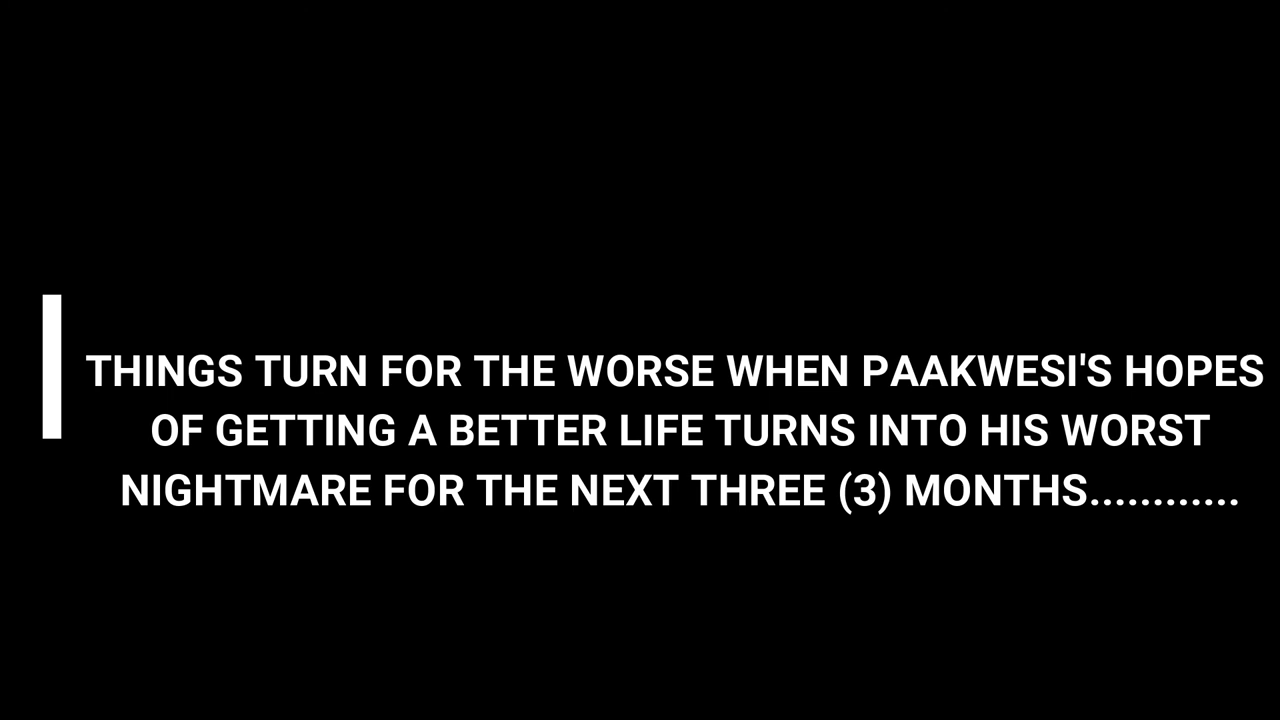 THINGS TURN FOR THE WORSE WHEN PAAKWESI'S HOPES
OF GETTING A BETTER LIFE TURNS INTO HIS WORST
NIGHTMARE FOR THE NEXT THREE (3) MONTHS............